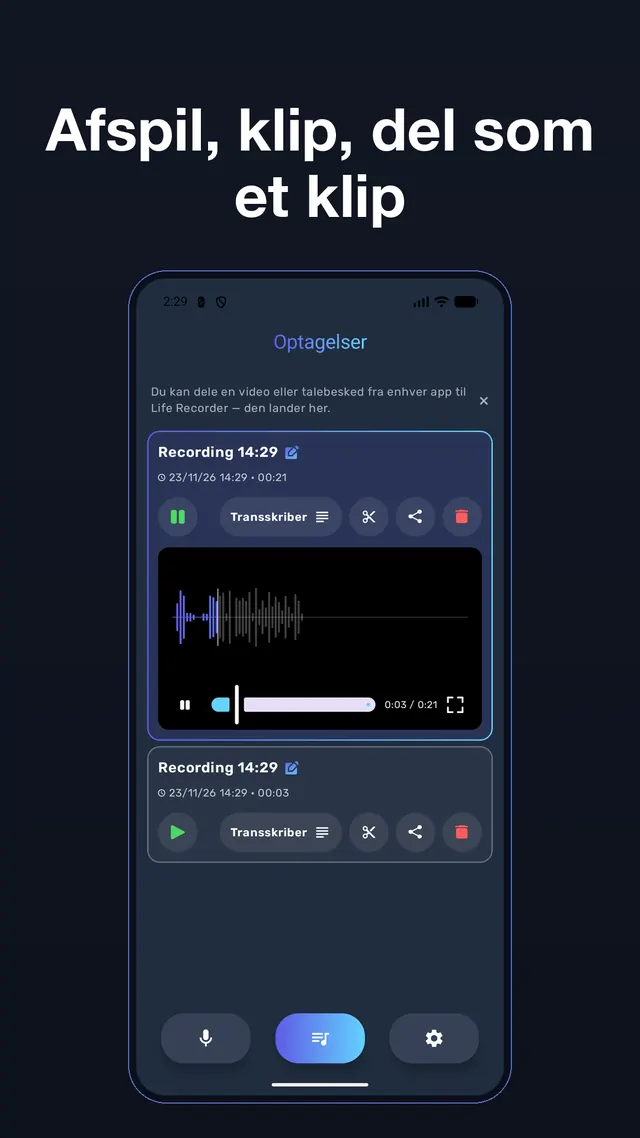 Afspil, klip, del som
et klip
2:29
Optagelser
Du kan dele en video eller talebesked fra enhver app til
Life Recorder — den lander her.
Recording 14:29
23/11/26 14:29 • 00:21
Transskriber
0:03 / 0:21
Recording 14:29
23/11/26 14:29 • 00:03
Transskriber